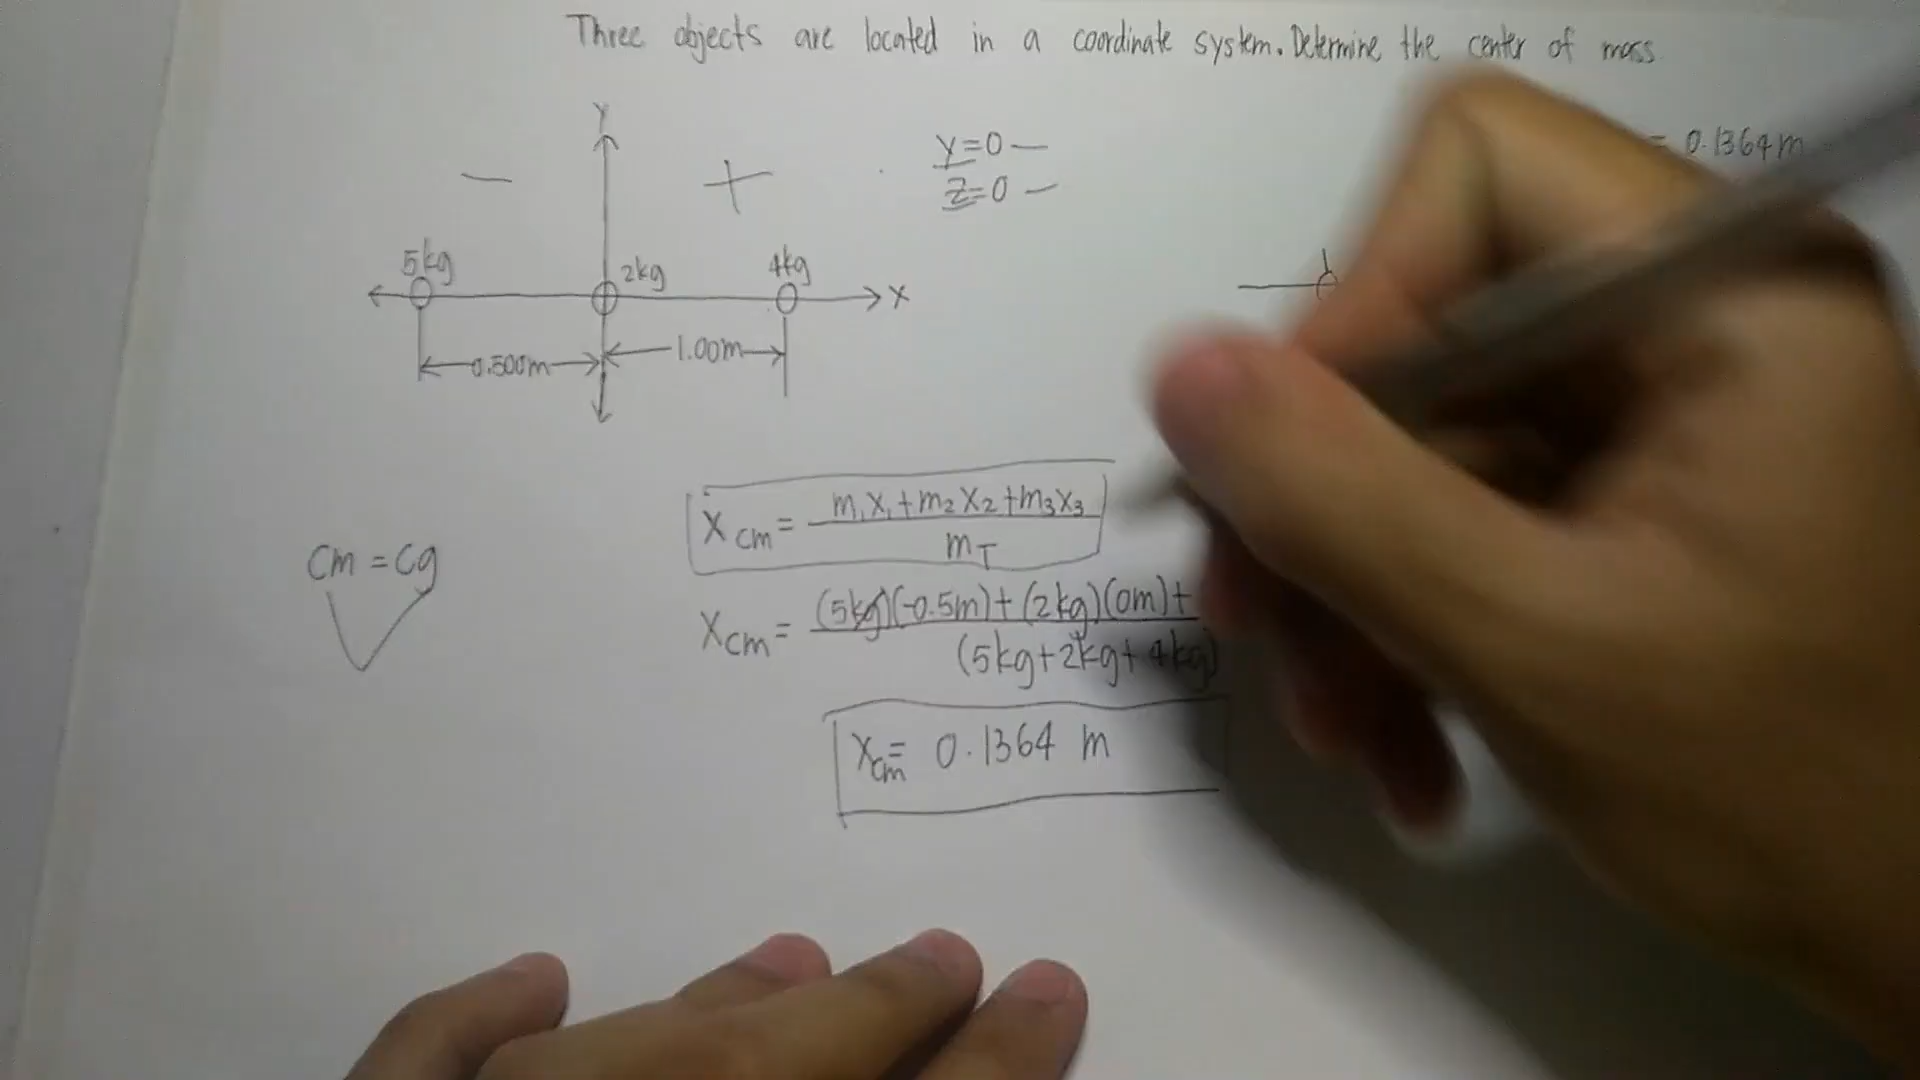 Three objects are located in a coordinate system. Determine the center of mass
Y
− +
y=0 —
z=0 —
= 0.1364m
5kg 2kg 4kg
X
0.500m 1.00m
Xcm = m₁x₁+m₂x₂+m₃x₃
mT
cm = cg
Xcm = (5kg)(-0.5m)+(2kg)(0m)+
(5kg+2kg+4kg)
Xcm = 0.1364 m